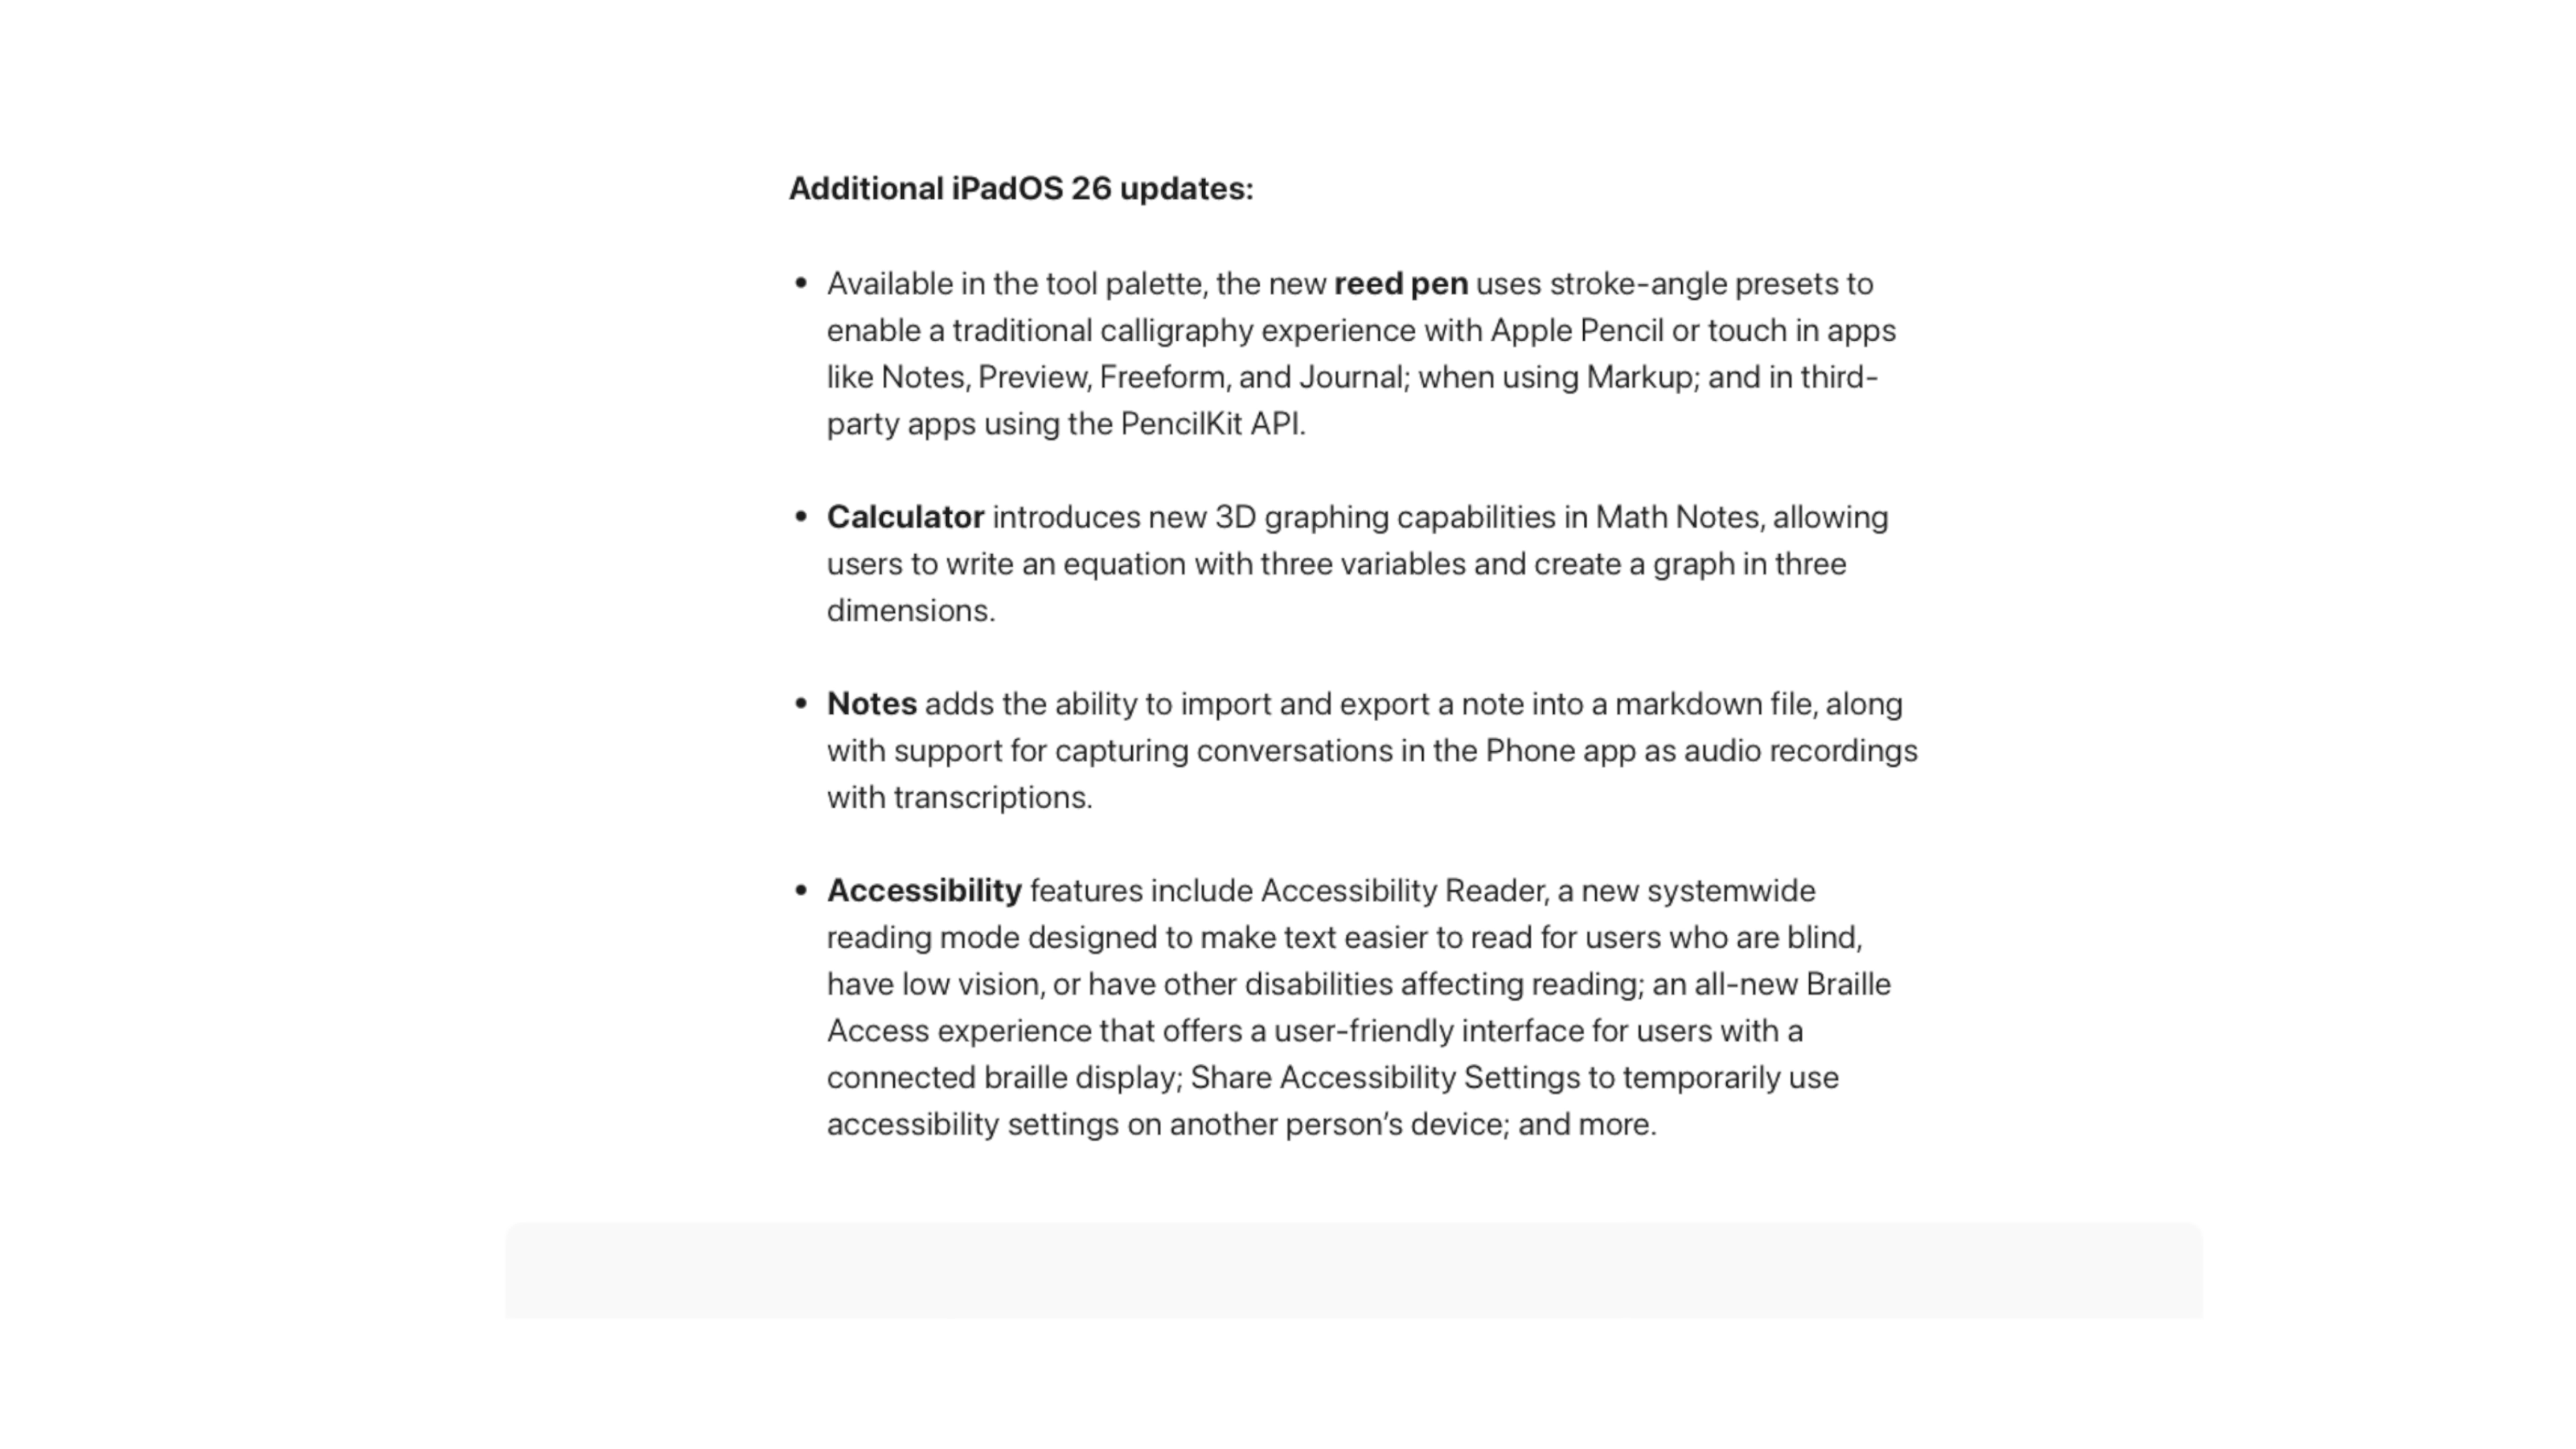 Additional iPadOS 26 updates:
• Available in the tool palette, the new reed pen uses stroke-angle presets to
enable a traditional calligraphy experience with Apple Pencil or touch in apps
like Notes, Preview, Freeform, and Journal; when using Markup; and in third-
party apps using the PencilKit API.
• Calculator introduces new 3D graphing capabilities in Math Notes, allowing
users to write an equation with three variables and create a graph in three
dimensions.
• Notes adds the ability to import and export a note into a markdown file, along
with support for capturing conversations in the Phone app as audio recordings
with transcriptions.
• Accessibility features include Accessibility Reader, a new systemwide
reading mode designed to make text easier to read for users who are blind,
have low vision, or have other disabilities affecting reading; an all-new Braille
Access experience that offers a user-friendly interface for users with a
connected braille display; Share Accessibility Settings to temporarily use
accessibility settings on another person’s device; and more.